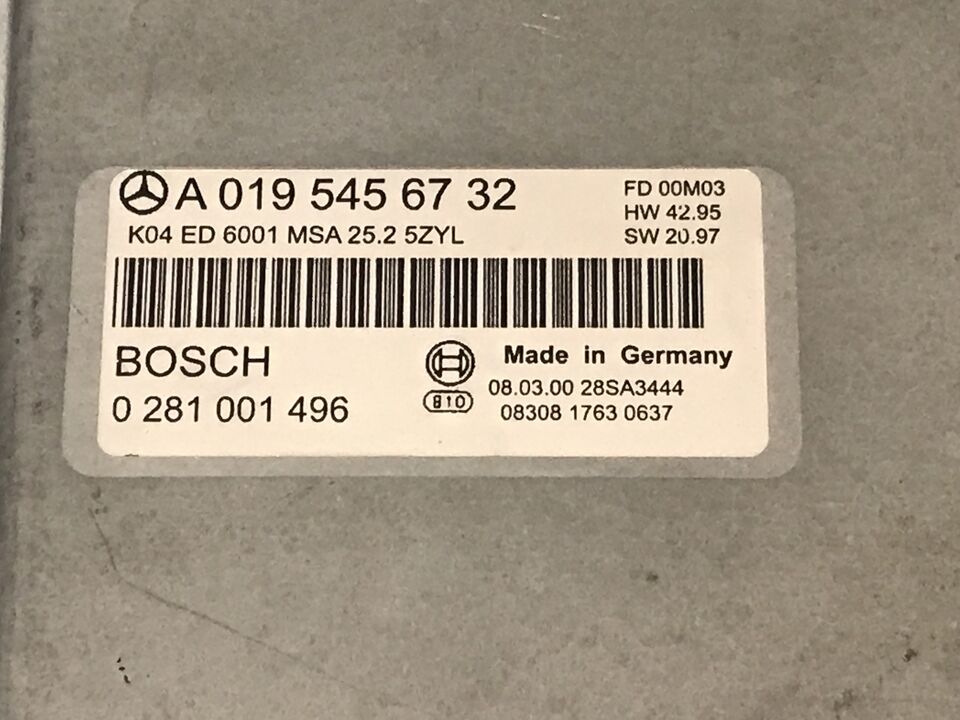 A 019 545 67 32
FD 00M03
HW 42.95
SW 20.97
K04 ED 6001 MSA 25.2 5ZYL
BOSCH
0 281 001 496
H
810
Made in Germany
08.03.00 28SA3444
08308 1763 0637